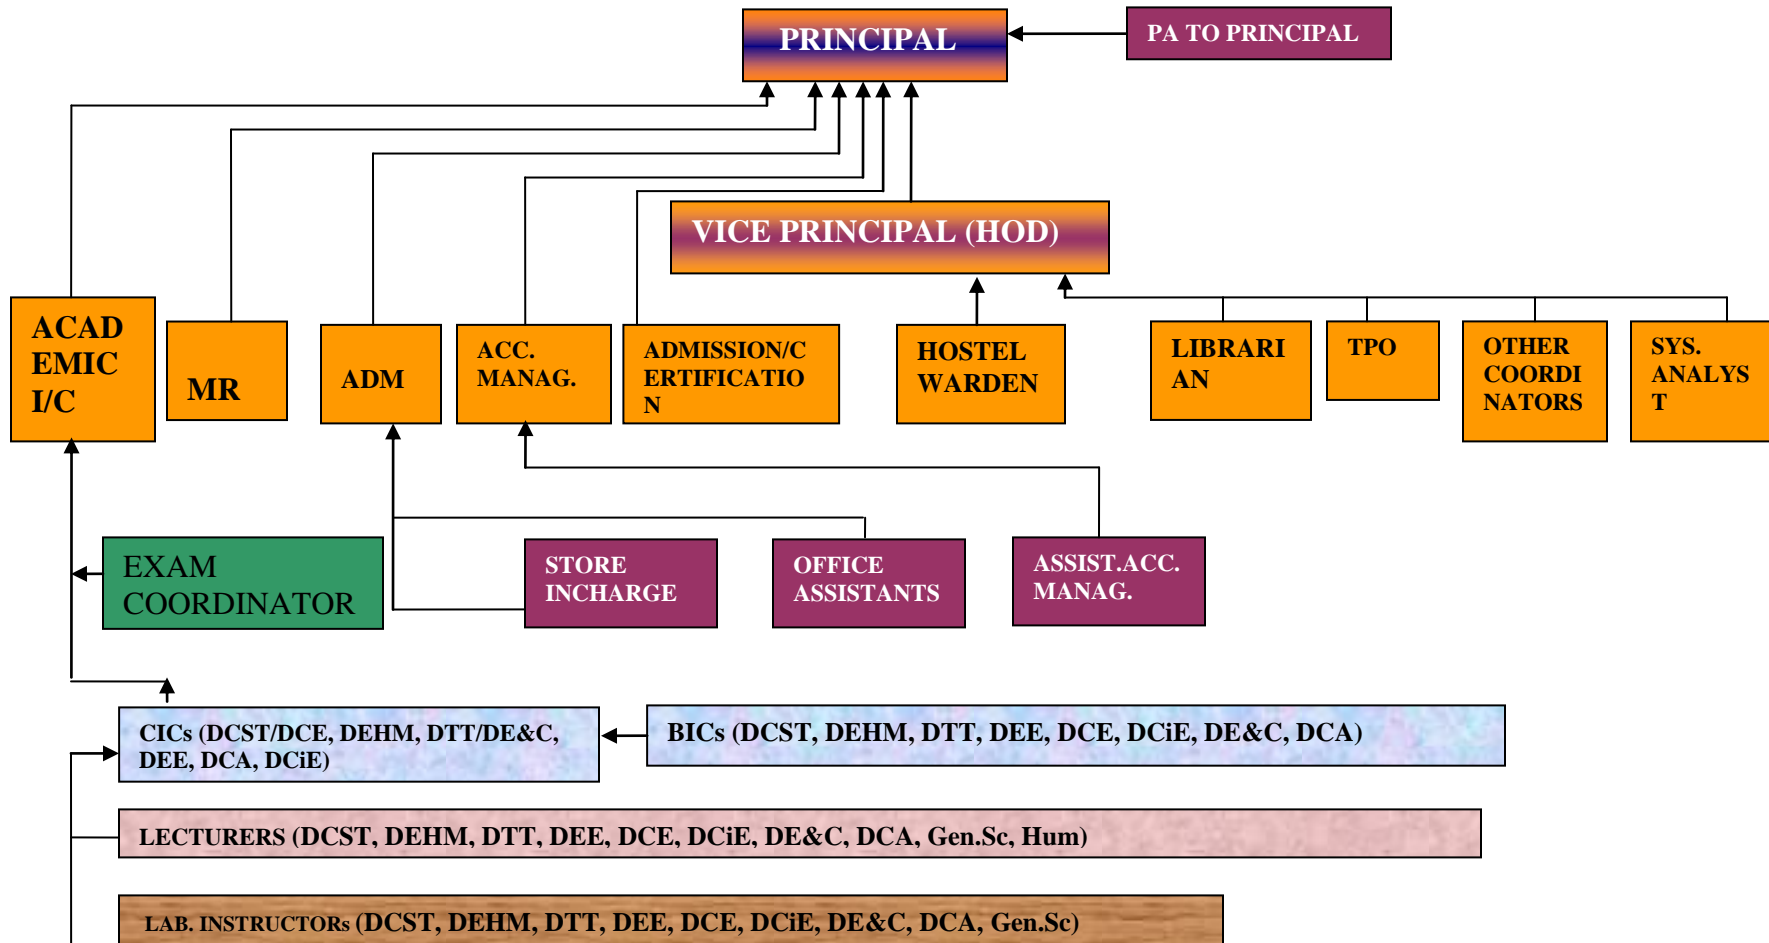 PRINCIPAL
PA TO PRINCIPAL
VICE PRINCIPAL (HOD)
ACAD
EMIC
I/C
MR
ADM
ACC.
MANAG.
ADMISSION/C
ERTIFICATIO
N
HOSTEL
WARDEN
LIBRARI
AN
TPO
OTHER
COORDI
NATORS
SYS.
ANALYS
T
EXAM
COORDINATOR
STORE
INCHARGE
OFFICE
ASSISTANTS
ASSIST.ACC.
MANAG.
CICs (DCST/DCE, DEHM, DTT/DE&C,
DEE, DCA, DCiE)
BICs (DCST, DEHM, DTT, DEE, DCE, DCiE, DE&C, DCA)
LECTURERS (DCST, DEHM, DTT, DEE, DCE, DCiE, DE&C, DCA, Gen.Sc, Hum)
LAB. INSTRUCTORs (DCST, DEHM, DTT, DEE, DCE, DCiE, DE&C, DCA, Gen.Sc)